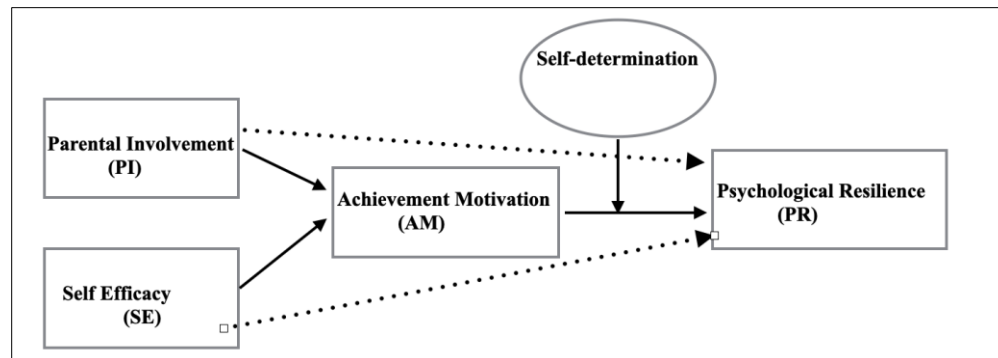 Self-determination
Parental Involvement
(PI)
Achievement Motivation
(AM)
Psychological Resilience
(PR)
Self Efficacy
(SE)